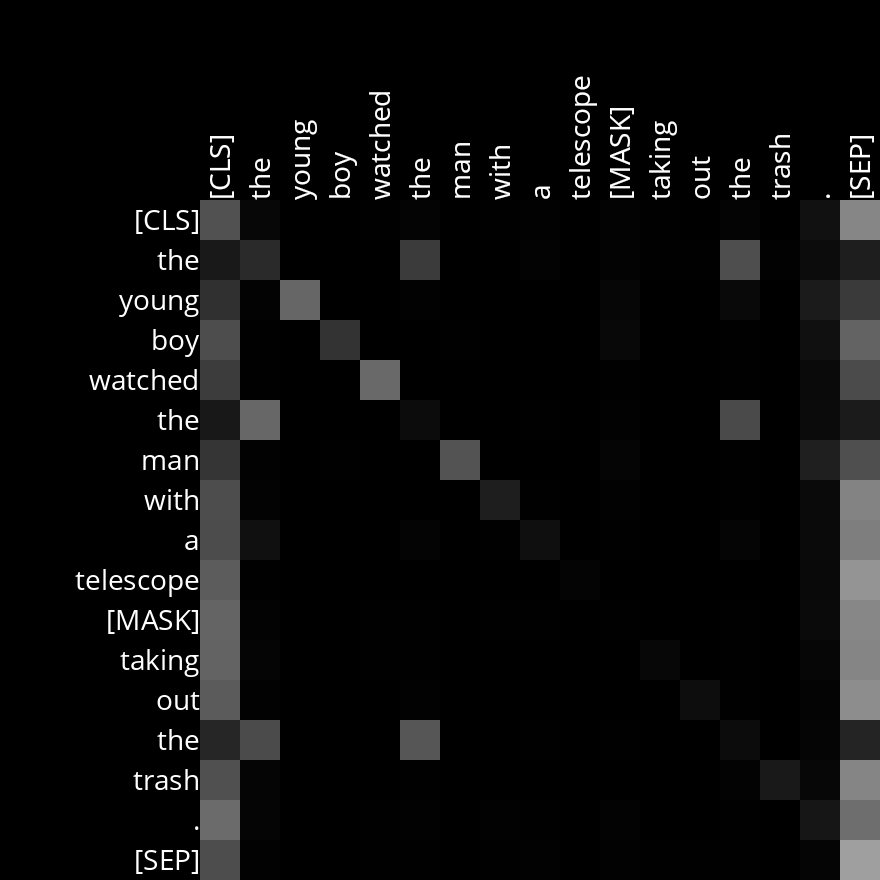 [CLS] the young boy watched the man with a telescope [MASK] taking out the trash . [SEP]
[CLS]
the
young
boy
watched
the
man
with
a
telescope
[MASK]
taking
out
the
trash
.
[SEP]